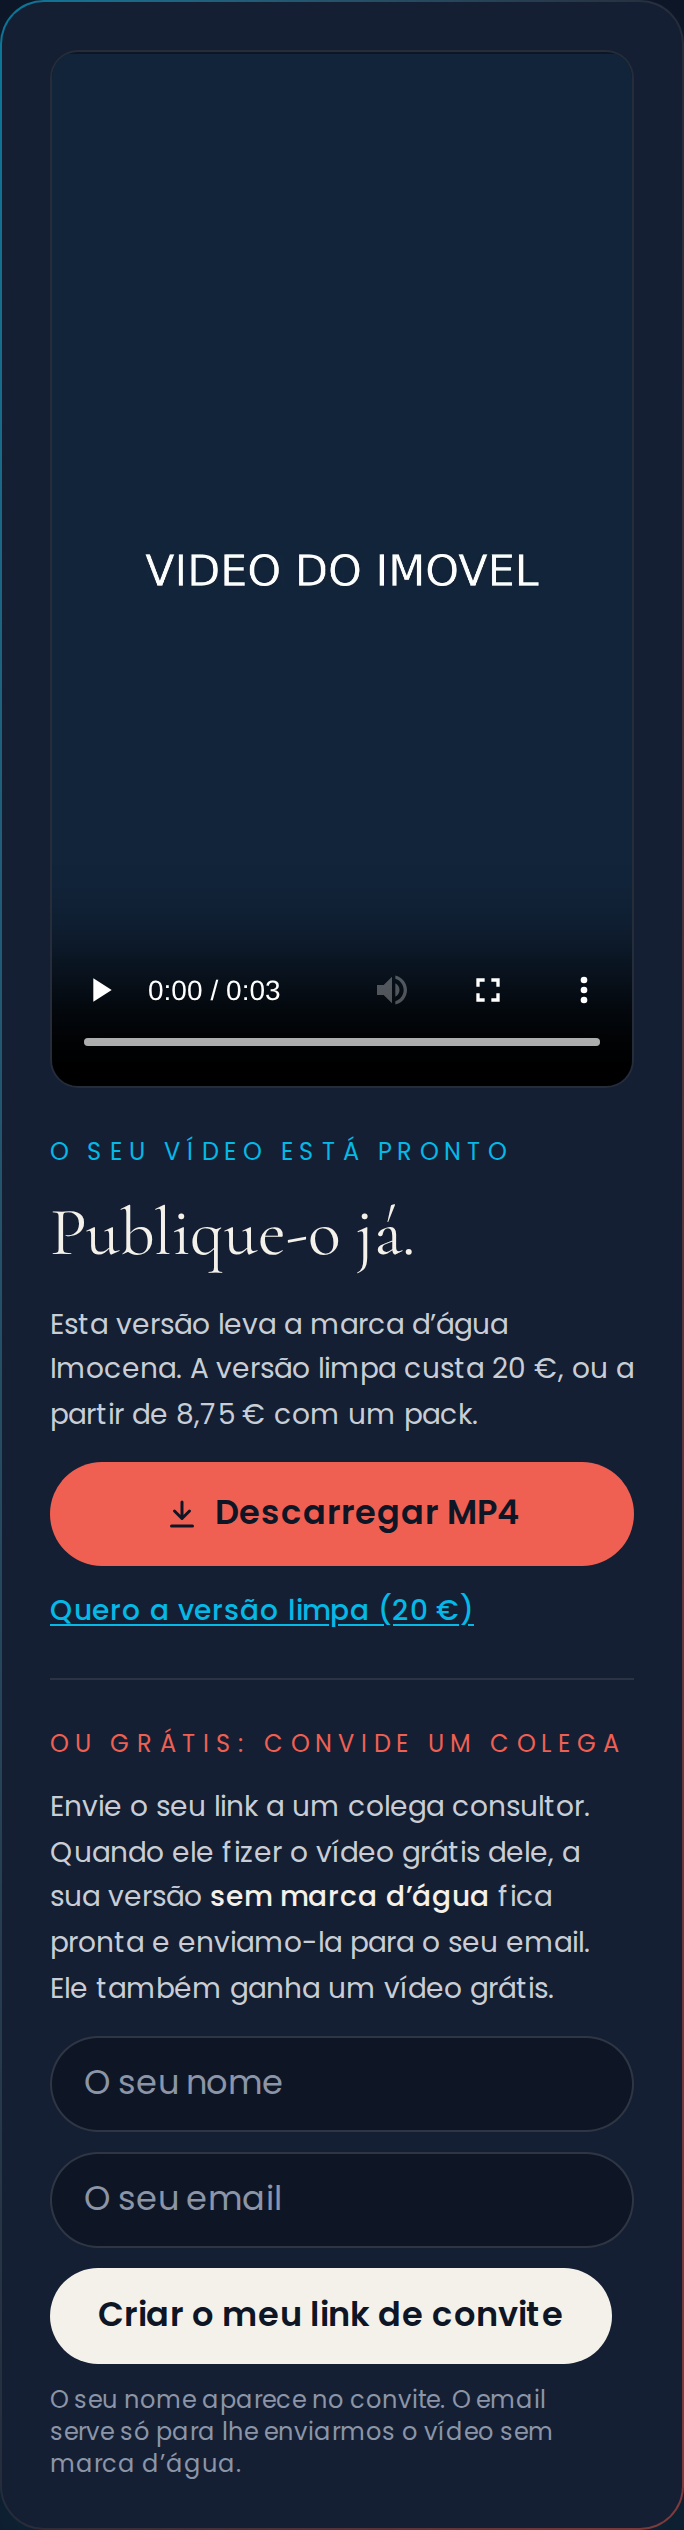 VIDEO DO IMOVEL
0:00 / 0:03
O SEU VÍDEO ESTÁ PRONTO
Publique-o já.
Esta versão leva a marca d’água
Imocena. A versão limpa custa 20 €, ou a
partir de 8,75 € com um pack.
Descarregar MP4
Quero a versão limpa (20 €)
OU GRÁTIS: CONVIDE UM COLEGA
Envie o seu link a um colega consultor.
Quando ele fizer o vídeo grátis dele, a
sua versão sem marca d’água fica
pronta e enviamo-la para o seu email.
Ele também ganha um vídeo grátis.
O seu nome
O seu email
Criar o meu link de convite
O seu nome aparece no convite. O email
serve só para lhe enviarmos o vídeo sem
marca d’água.